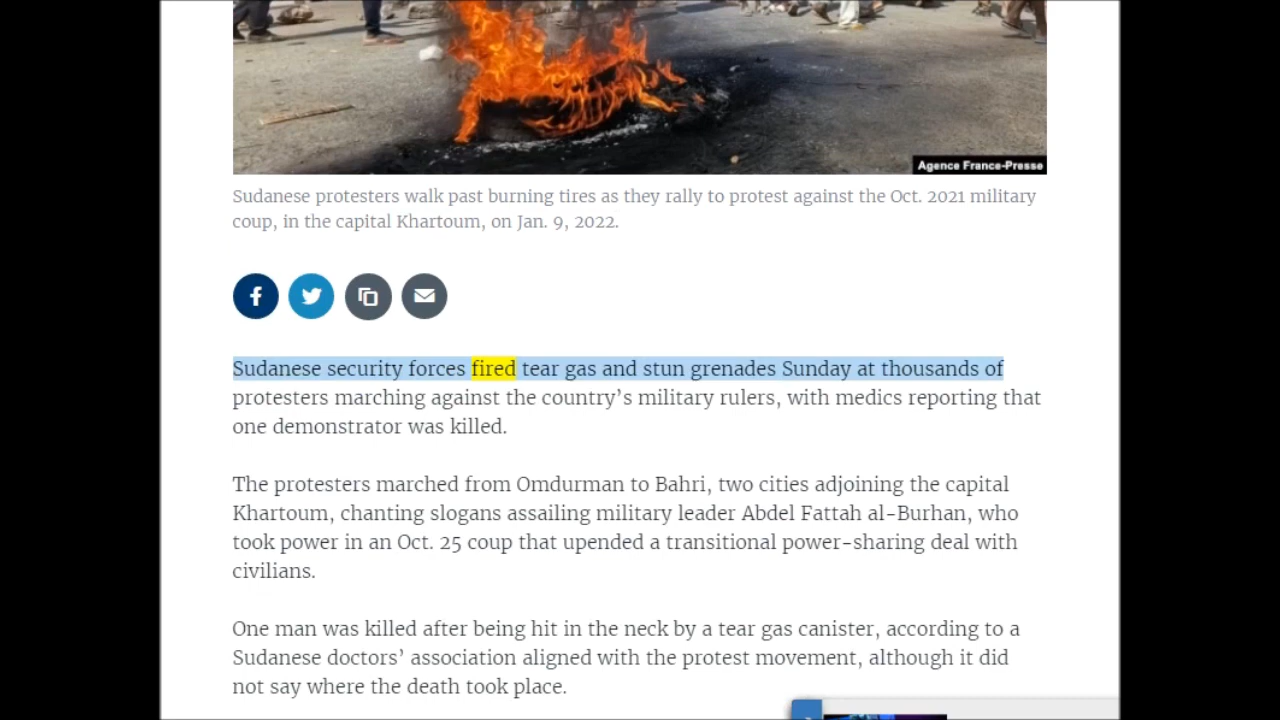 Agence France-Presse
Sudanese protesters walk past burning tires as they rally to protest against the Oct. 2021 military
coup, in the capital Khartoum, on Jan. 9, 2022.
Sudanese security forces fired tear gas and stun grenades Sunday at thousands of
protesters marching against the country’s military rulers, with medics reporting that
one demonstrator was killed.
The protesters marched from Omdurman to Bahri, two cities adjoining the capital
Khartoum, chanting slogans assailing military leader Abdel Fattah al-Burhan, who
took power in an Oct. 25 coup that upended a transitional power-sharing deal with
civilians.
One man was killed after being hit in the neck by a tear gas canister, according to a
Sudanese doctors’ association aligned with the protest movement, although it did
not say where the death took place.